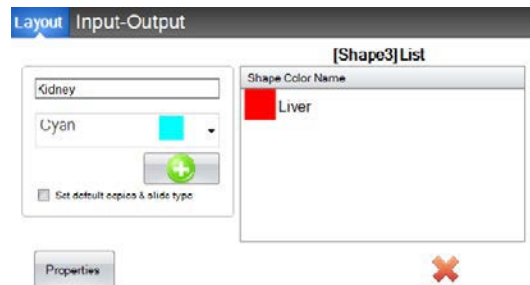 Layout Input-Output
[Shape3] List
Kidney
Shape Color Name
Liver
Cyan
Set default copies & slide type
Properties